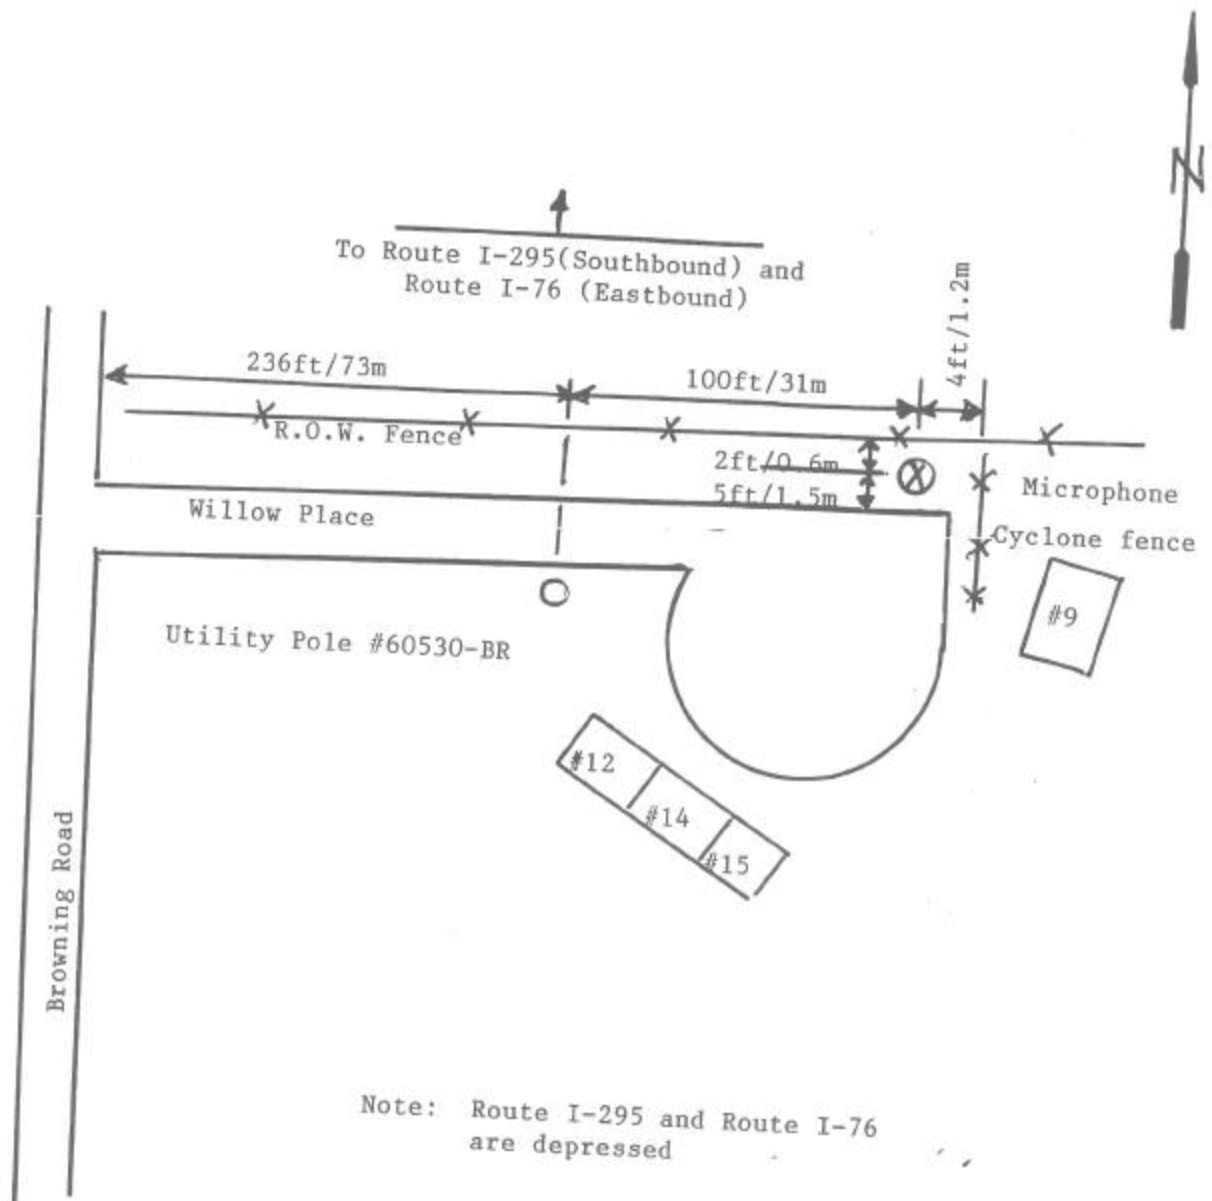 N
To Route I-295(Southbound) and
Route I-76 (Eastbound)
4ft/1.2m
236ft/73m
100ft/31m
R.O.W. Fence
2ft/0.6m
Microphone
5ft/1.5m
Willow Place
Cyclone fence
#9
Utility Pole #60530-BR
#12
#14
#15
Browning Road
Note: Route I-295 and Route I-76
are depressed